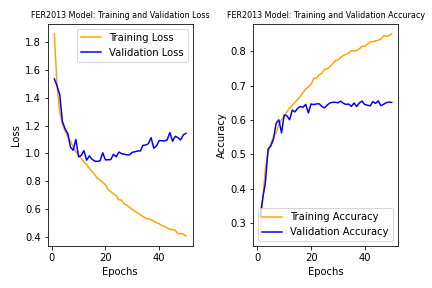 FER2013 Model: Training and Validation Loss
Training Loss
Validation Loss
1.8
1.6
1.4
1.2
1.0
0.8
0.6
0.4
Loss
0
20
40
Epochs
FER2013 Model: Training and Validation Accuracy
0.8
0.7
0.6
0.5
0.4
0.3
Accuracy
Training Accuracy
Validation Accuracy
0
20
40
Epochs